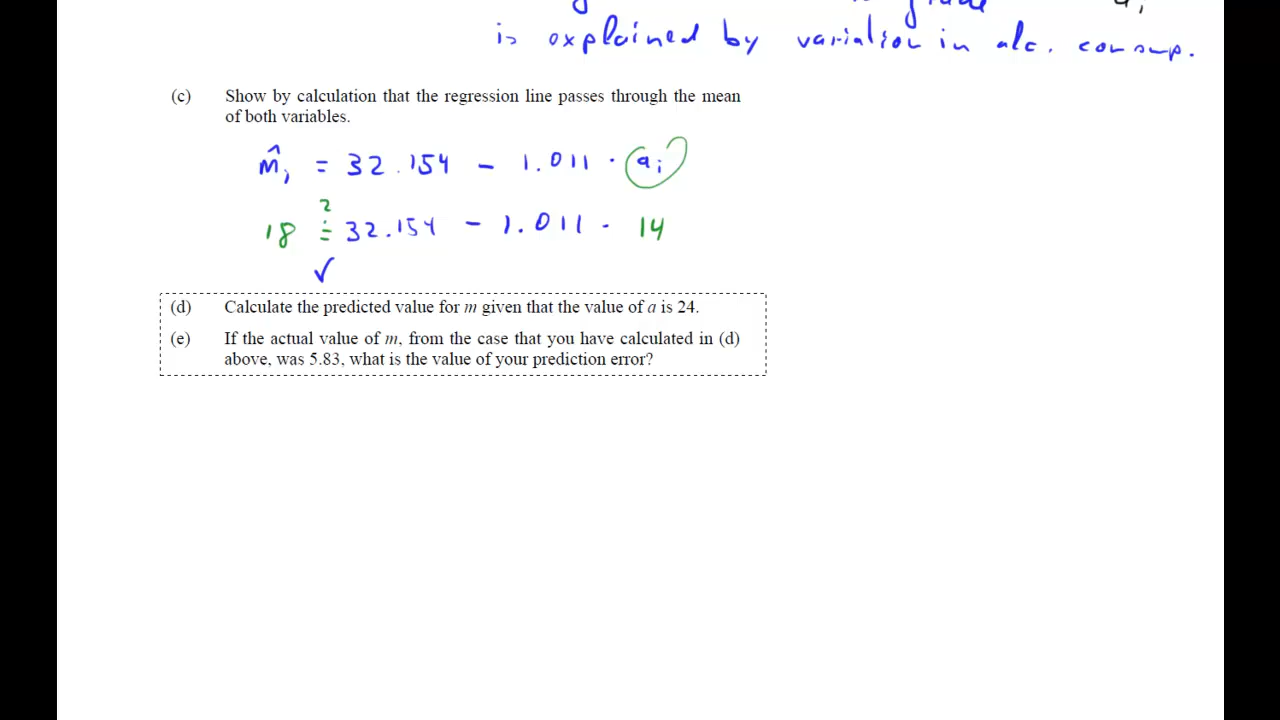 is explained by variation in alc. consump.
(c) Show by calculation that the regression line passes through the mean
of both variables.
m̂ᵢ = 32.154 - 1.011 · aᵢ
?
18 = 32.154 - 1.011 · 14
✓
(d) Calculate the predicted value for m given that the value of a is 24.
(e) If the actual value of m, from the case that you have calculated in (d)
above, was 5.83, what is the value of your prediction error?